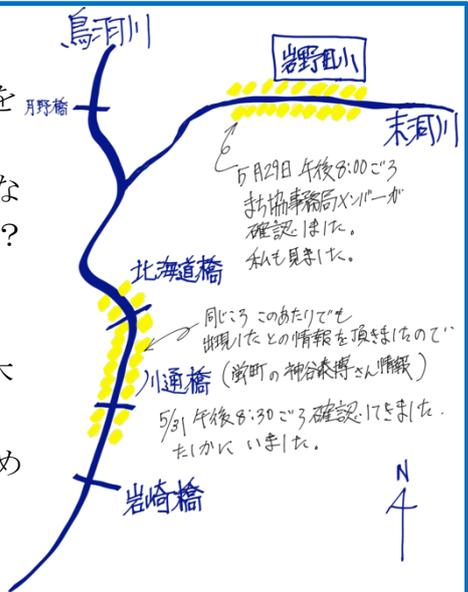 鳥羽川
月野橋
岩野田小
末洞川
5月29日 午後8:00ごろ
まち協事務局メンバーが
確認しました。
私も見ました。
北海道橋
同じころ このあたりでも
出現したとの情報を頂きましたので
川通橋 (蛍町の神谷泰博さん情報)
5/31 午後8:30ごろ確認してきました.
たしかに いました。
岩崎橋
N
を
な
?
大
め